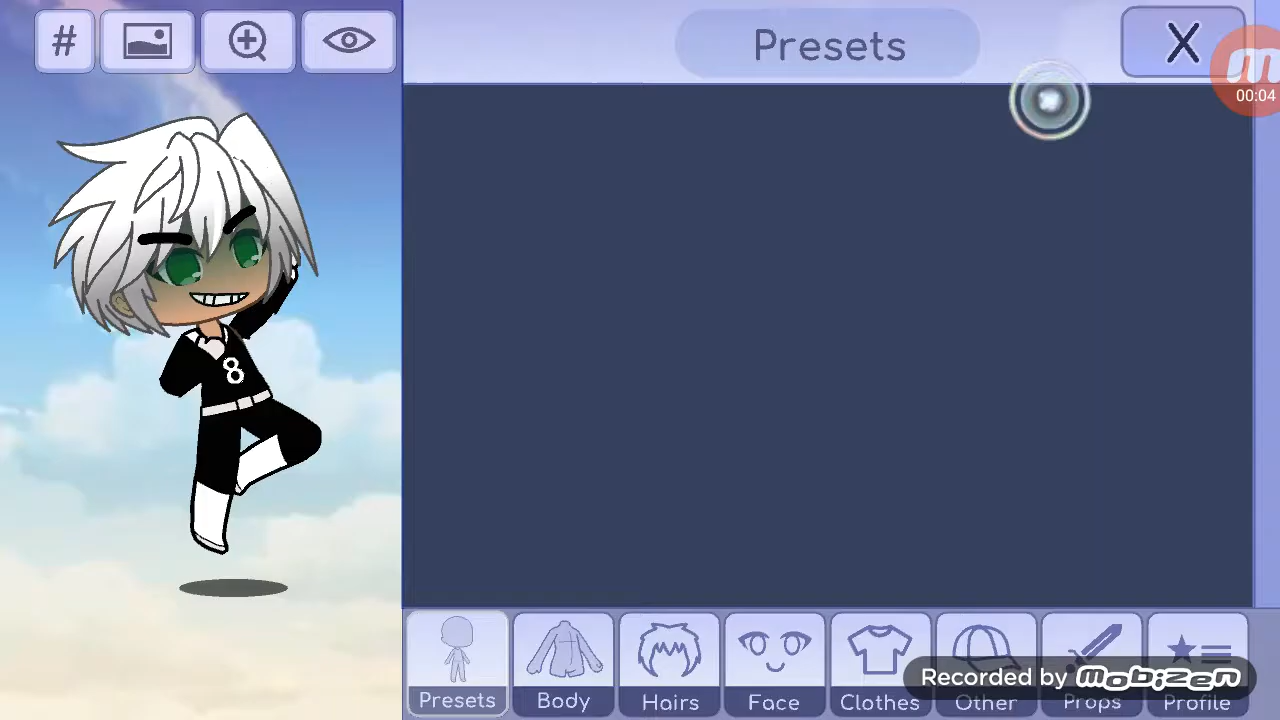 #
Presets
X
00:04
8
Presets
Body
Hairs
Face
Clothes
Other
Props
Profile
Recorded by mobizen